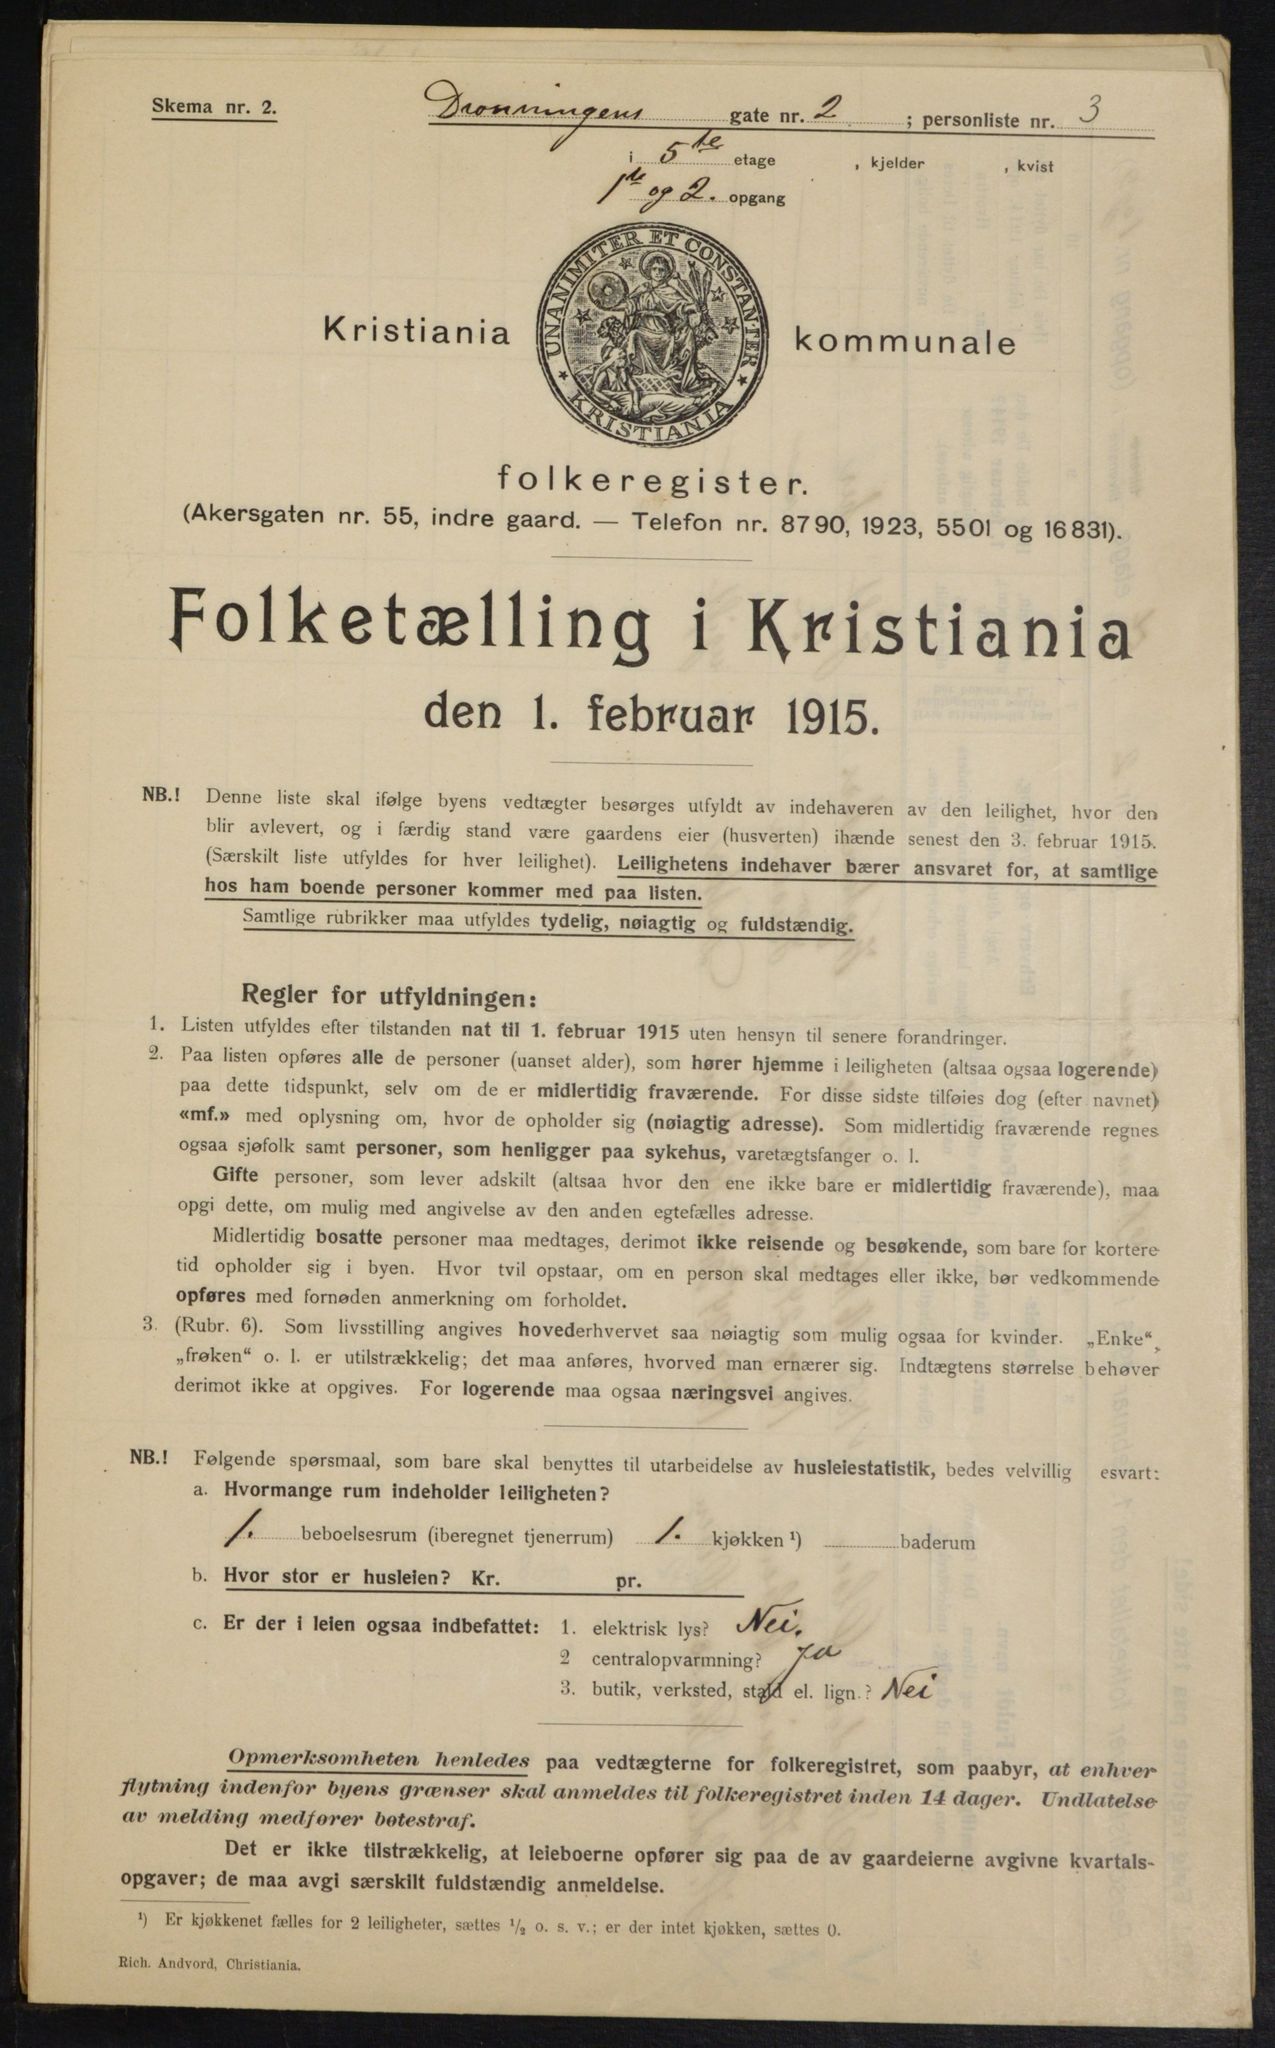 Skema nr. 2.
Dronningens gate nr. 2 ; personliste nr. 3
i 5te etage , kjelder , kvist
1ste og 2. opgang
UNANIMITER ET CONSTANTER
KRISTIANIA
Kristiania kommunale
folkeregister.
(Akersgaten nr. 55, indre gaard. — Telefon nr. 8790, 1923, 5501 og 16831).
Folketælling i Kristiania
den 1. februar 1915.
NB.! Denne liste skal ifølge byens vedtægter besørges utfyldt av indehaveren av den leilighet, hvor den
blir avlevert, og i færdig stand være gaardens eier (husverten) ihænde senest den 3. februar 1915.
(Særskilt liste utfyldes for hver leilighet). Leilighetens indehaver bærer ansvaret for, at samtlige
hos ham boende personer kommer med paa listen.
Samtlige rubrikker maa utfyldes tydelig, nøiagtig og fuldstændig.
Regler for utfyldningen:
1. Listen utfyldes efter tilstanden nat til 1. februar 1915 uten hensyn til senere forandringer.
2. Paa listen opføres alle de personer (uanset alder), som hører hjemme i leiligheten (altsaa ogsaa logerende)
paa dette tidspunkt, selv om de er midlertidig fraværende. For disse sidste tilføies dog (efter navnet)
«mf.» med oplysning om, hvor de opholder sig (nøiagtig adresse). Som midlertidig fraværende regnes
ogsaa sjøfolk samt personer, som henligger paa sykehus, varetægtsfanger o. l.
Gifte personer, som lever adskilt (altsaa hvor den ene ikke bare er midlertidig fraværende), maa
opgi dette, om mulig med angivelse av den anden egtefælles adresse.
Midlertidig bosatte personer maa medtages, derimot ikke reisende og besøkende, som bare for kortere
tid opholder sig i byen. Hvor tvil opstaar, om en person skal medtages eller ikke, bør vedkommende
opføres med fornøden anmerkning om forholdet.
3. (Rubr. 6). Som livsstilling angives hovederhvervet saa nøiagtig som mulig ogsaa for kvinder. „Enke“,
„frøken“ o. l. er utilstrækkelig; det maa anføres, hvorved man ernærer sig. Indtægtens størrelse behøver
derimot ikke at opgives. For logerende maa ogsaa næringsvei angives.
NB.! Følgende spørsmaal, som bare skal benyttes til utarbeidelse av husleiestatistik, bedes velvillig esvart:
a. Hvormange rum indeholder leiligheten?
1. beboelsesrum (iberegnet tjenerrum) 1. kjøkken ¹) baderum
b. Hvor stor er husleien? Kr. pr.
c. Er der i leien ogsaa indbefattet: 1. elektrisk lys? Nei.
2 centralopvarmning? Ja
3. butik, verksted, stald el. lign.? Nei
Opmerksomheten henledes paa vedtægterne for folkeregistret, som paabyr, at enhver
flytning indenfor byens grænser skal anmeldes til folkeregistret inden 14 dager. Undlatelse
av melding medfører bøtestraf.
Det er ikke tilstrækkelig, at leieboerne opfører sig paa de av gaardeierne avgivne kvartals-
opgaver; de maa avgi særskilt fuldstændig anmeldelse.
¹) Er kjøkkenet fælles for 2 leiligheter, sættes ½ o. s. v.; er der intet kjøkken, sættes 0.
Rich. Andvord, Christiania.